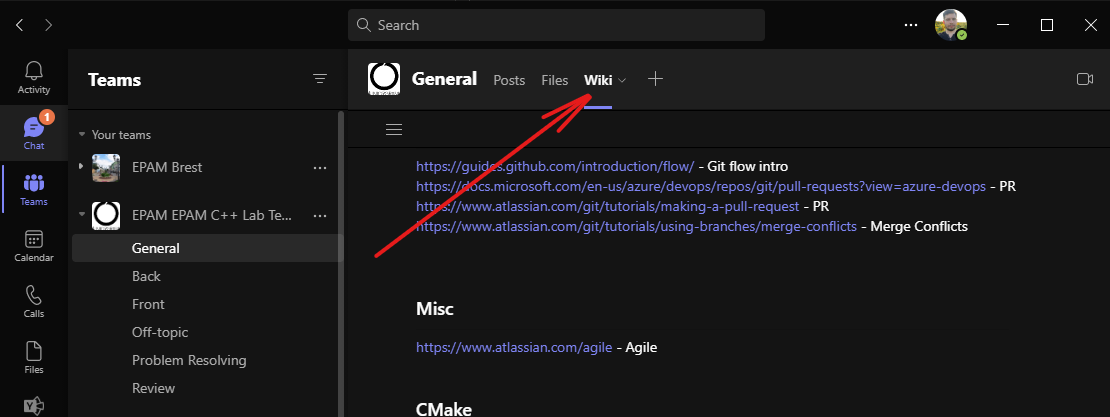 Search
Activity
1
Chat
Teams
Calendar
Calls
Files
Teams
Your teams
EPAM Brest
EPAM EPAM C++ Lab Te...
General
Back
Front
Off-topic
Problem Resolving
Review
General Posts Files Wiki
https://guides.github.com/introduction/flow/ - Git flow intro
https://docs.microsoft.com/en-us/azure/devops/repos/git/pull-requests?view=azure-devops - PR
https://www.atlassian.com/git/tutorials/making-a-pull-request - PR
https://www.atlassian.com/git/tutorials/using-branches/merge-conflicts - Merge Conflicts
Misc
https://www.atlassian.com/agile - Agile
CMake